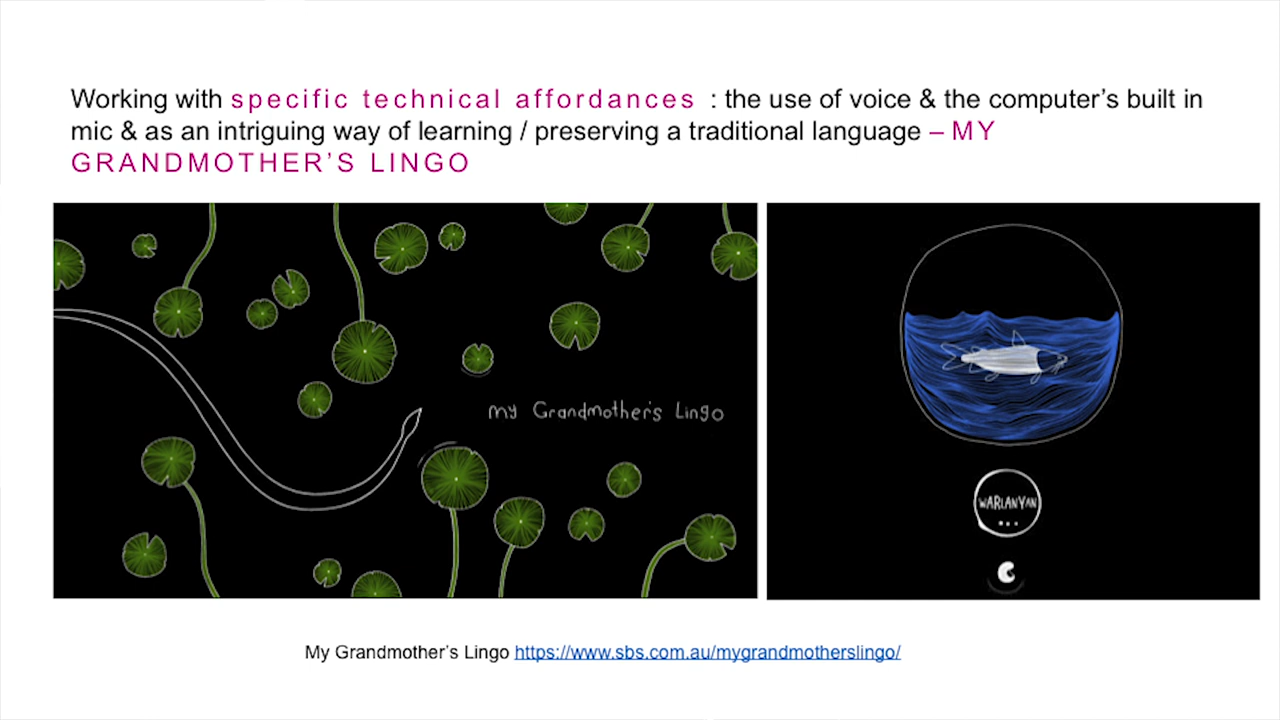 Working with specific technical affordances : the use of voice & the computer’s built in
mic & as an intriguing way of learning / preserving a traditional language – MY
GRANDMOTHER’S LINGO
my Grandmother's Lingo
WARLANYAN
My Grandmother’s Lingo https://www.sbs.com.au/mygrandmotherslingo/